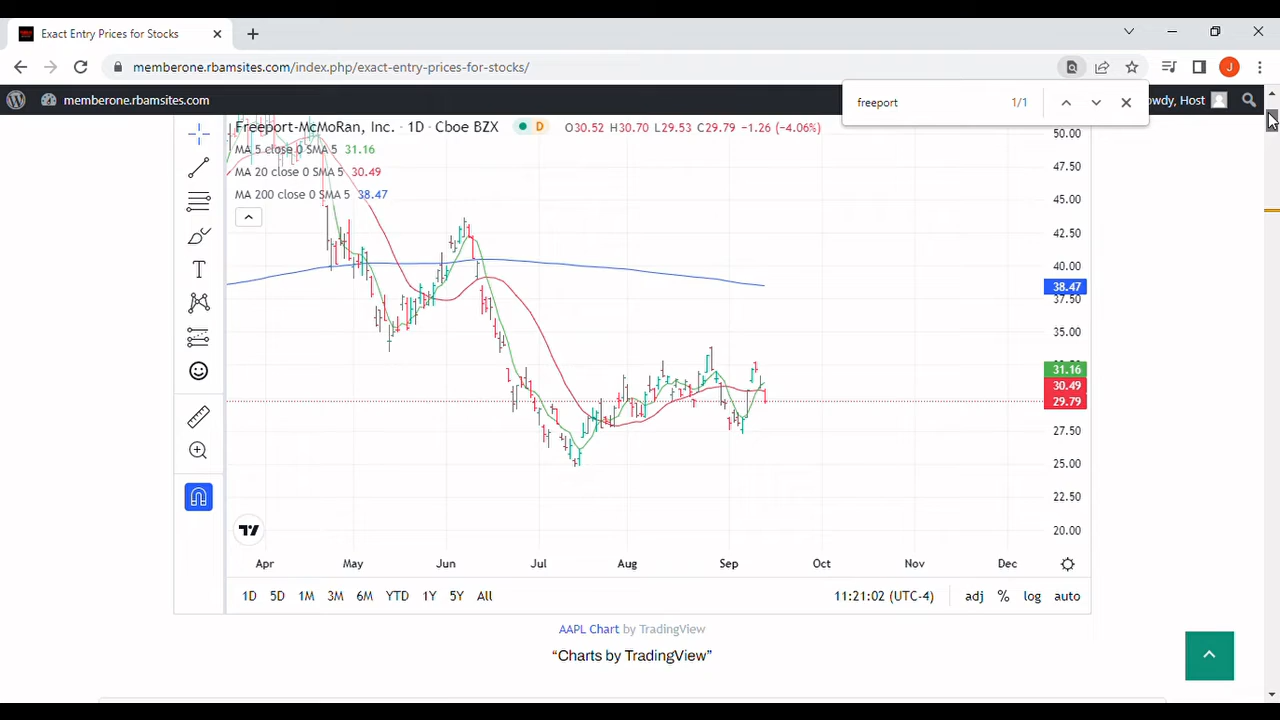 Exact Entry Prices for Stocks
memberone.rbamsites.com/index.php/exact-entry-prices-for-stocks/
J
memberone.rbamsites.com
freeport
1/1
owdy, Host
Freeport-McMoRan, Inc. · 1D · Cboe BZX D O30.52 H30.70 L29.53 C29.79 −1.26 (−4.06%)
MA 5 close 0 SMA 5 31.16
MA 20 close 0 SMA 5 30.49
MA 200 close 0 SMA 5 38.47
50.00
47.50
45.00
42.50
40.00
38.47
37.50
35.00
31.16
30.49
29.79
27.50
25.00
22.50
20.00
T
Apr May Jun Jul Aug Sep Oct Nov Dec
1D 5D 1M 3M 6M YTD 1Y 5Y All 11:21:02 (UTC-4) adj % log auto
AAPL Chart by TradingView
“Charts by TradingView”